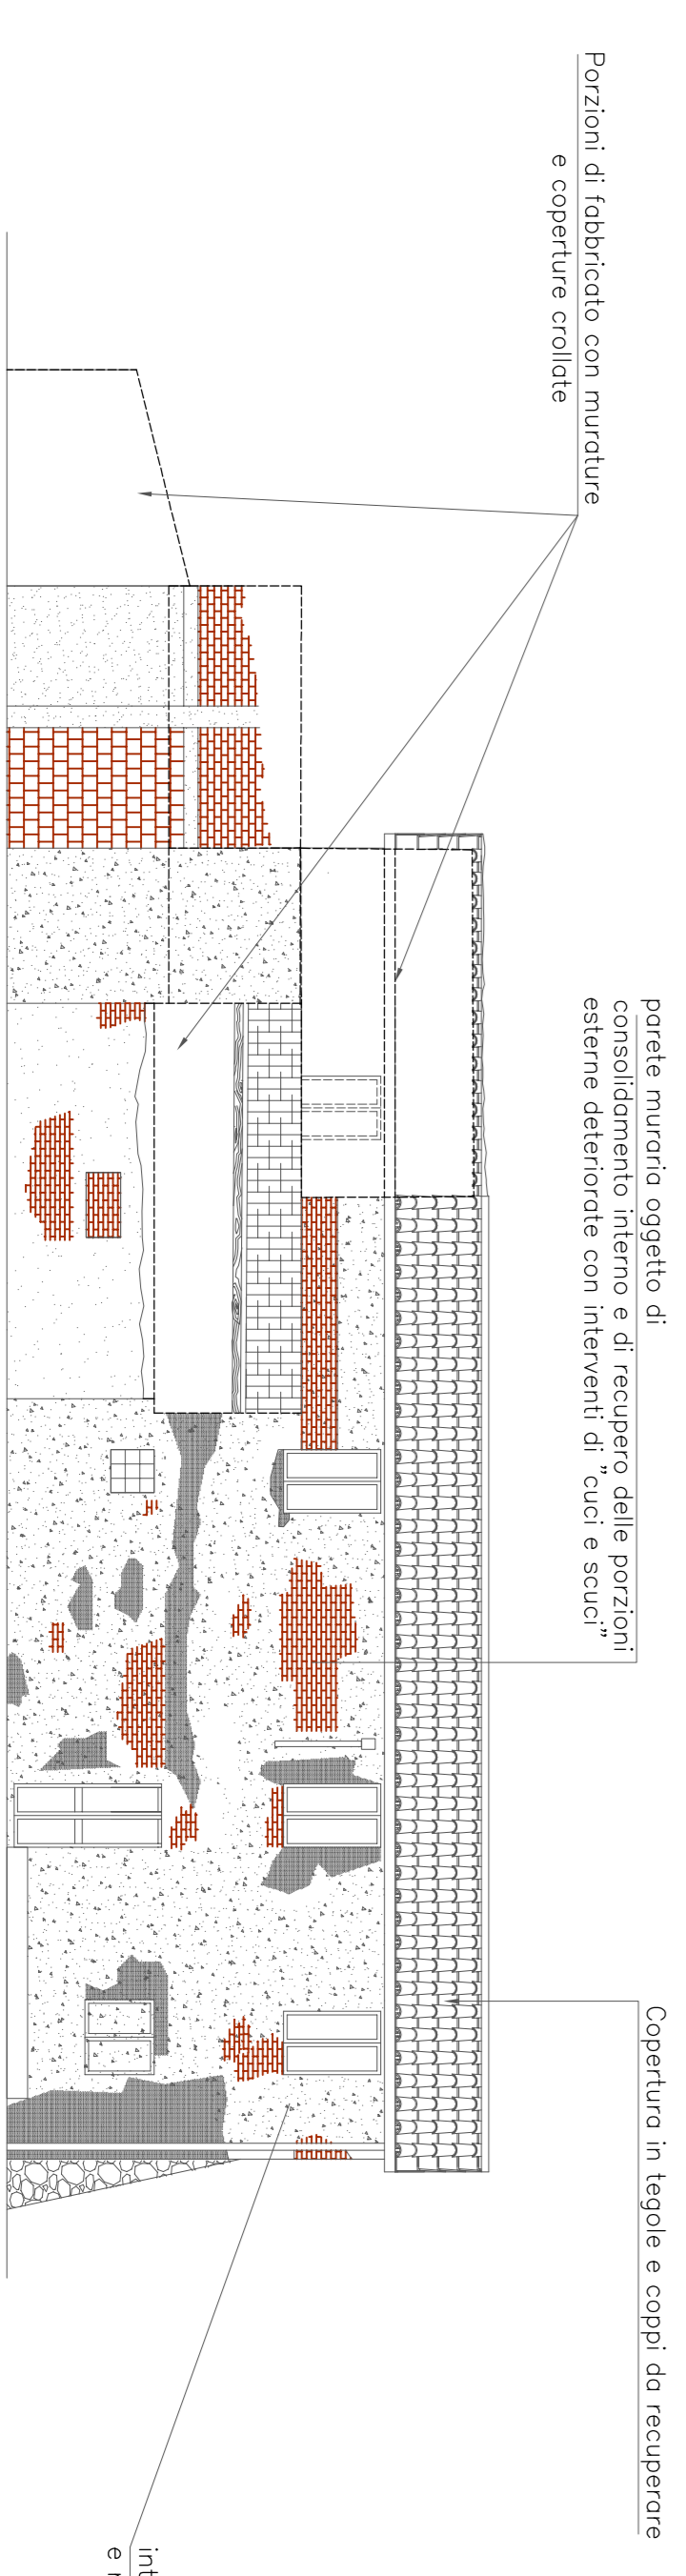 Porzioni di fabbricato con murature
e coperture crollate
parete muraria oggetto di
consolidamento interno e di recupero delle porzioni
esterne deteriorate con interventi di "cuci e scuci"
Copertura in tegole e coppi da recuperare